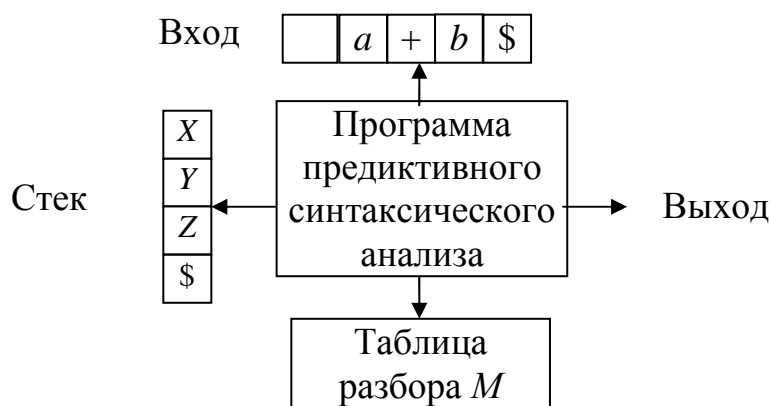 Вход
a + b $
X
Y
Z
$
Стек
Программа
предиктивного
синтаксического
анализа
Выход
Таблица
разбора M